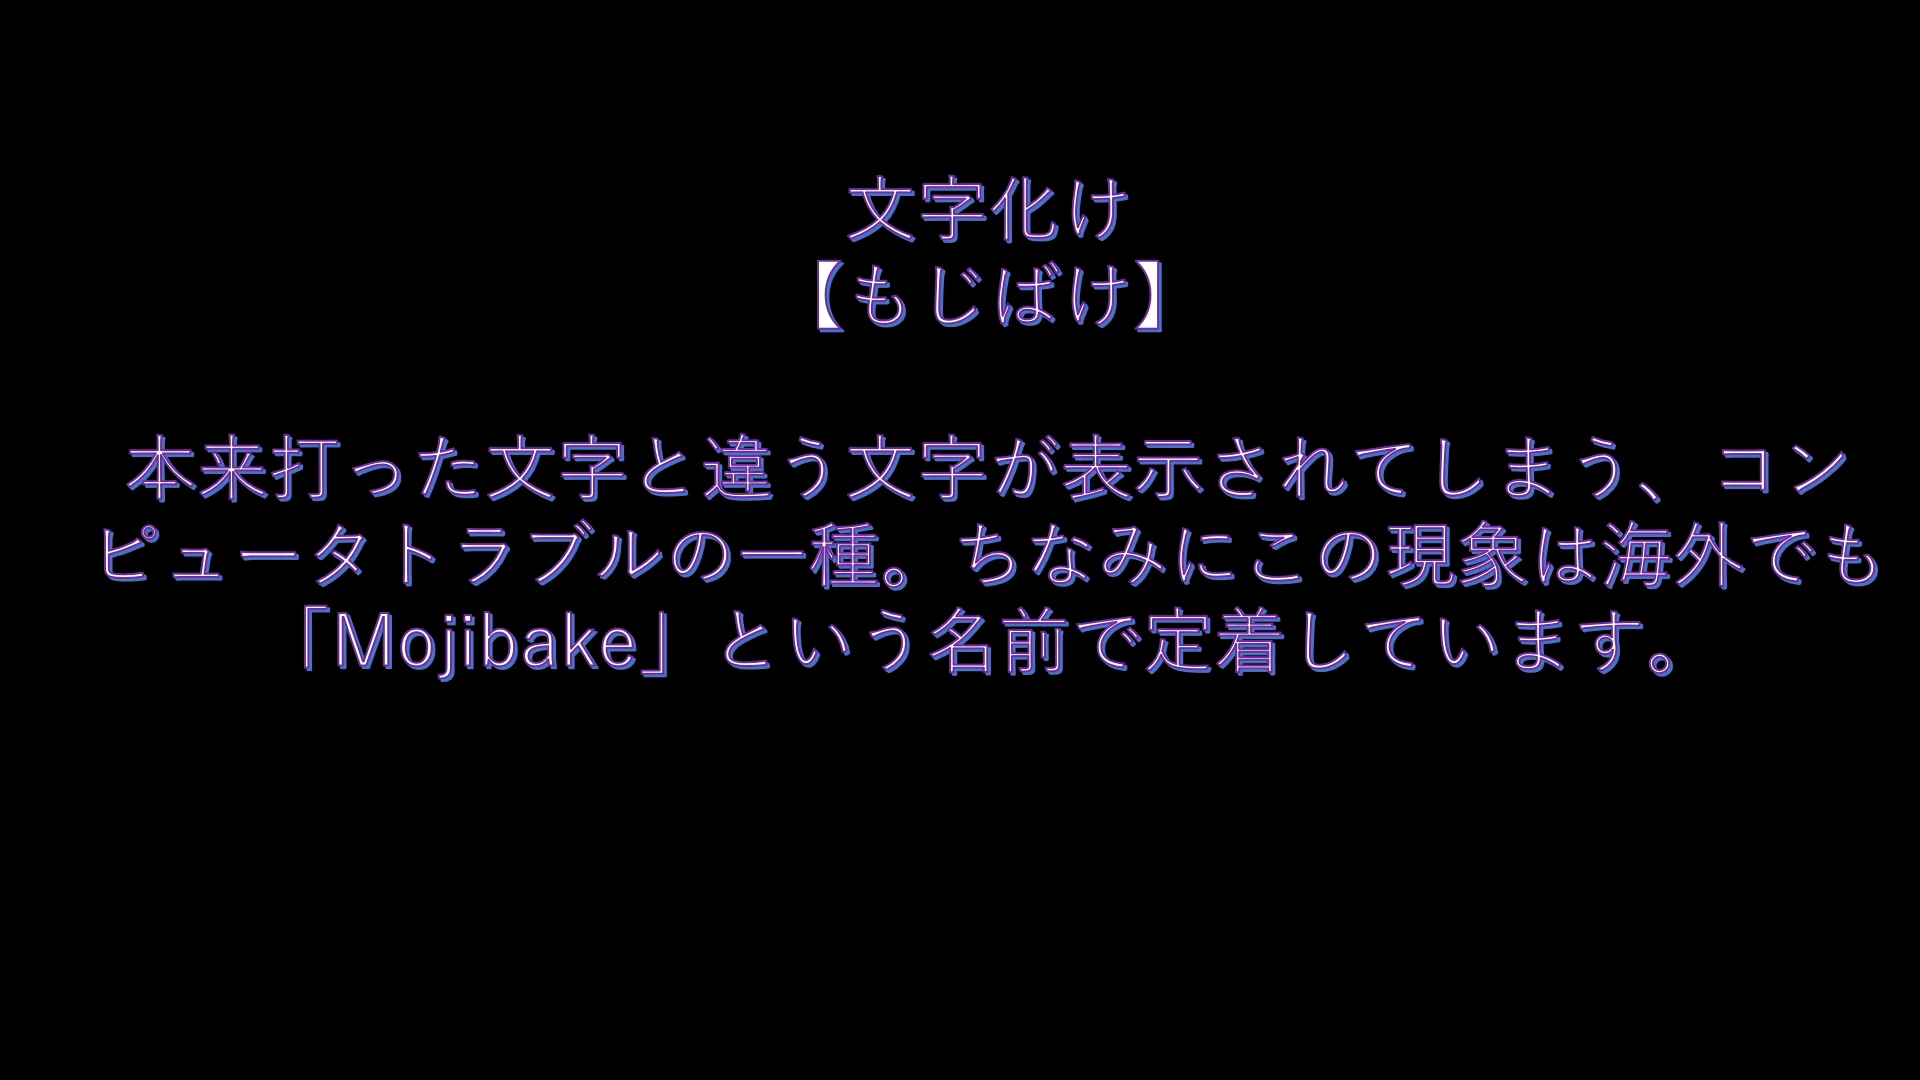 文字化け
【もじばけ】
本来打った文字と違う文字が表示されてしまう、コン
ピュータトラブルの一種。ちなみにこの現象は海外でも
「Mojibake」という名前で定着しています。